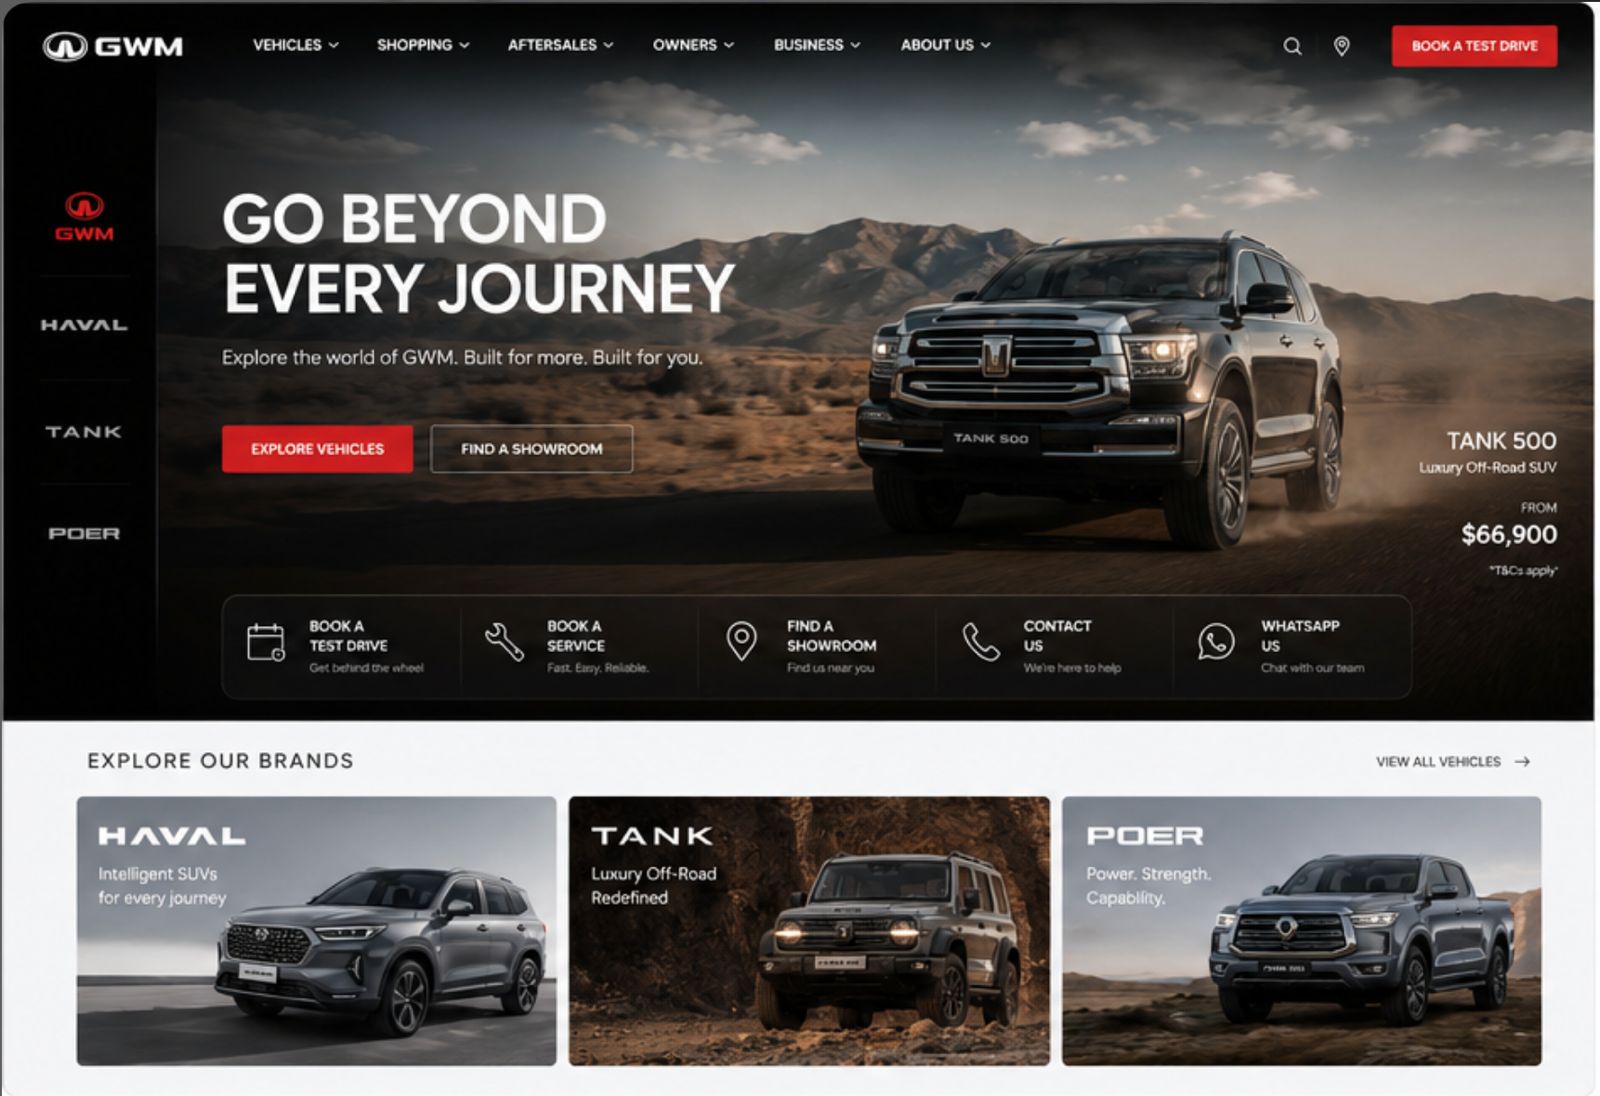 GWM
VEHICLES
SHOPPING
AFTERSALES
OWNERS
BUSINESS
ABOUT US
BOOK A TEST DRIVE
GWM
HAVAL
TANK
POER
GO BEYOND
EVERY JOURNEY
Explore the world of GWM. Built for more. Built for you.
EXPLORE VEHICLES
FIND A SHOWROOM
TANK 500
TANK 500
Luxury Off-Road SUV
FROM
$66,900
*T&Cs apply*
BOOK A
TEST DRIVE
Get behind the wheel
BOOK A
SERVICE
Fast. Easy. Reliable.
FIND A
SHOWROOM
Find us near you
CONTACT
US
We're here to help
WHATSAPP
US
Chat with our team
EXPLORE OUR BRANDS
VIEW ALL VEHICLES
HAVAL
Intelligent SUVs
for every journey
TANK
Luxury Off-Road
Redefined
POER
Power. Strength.
Capability.